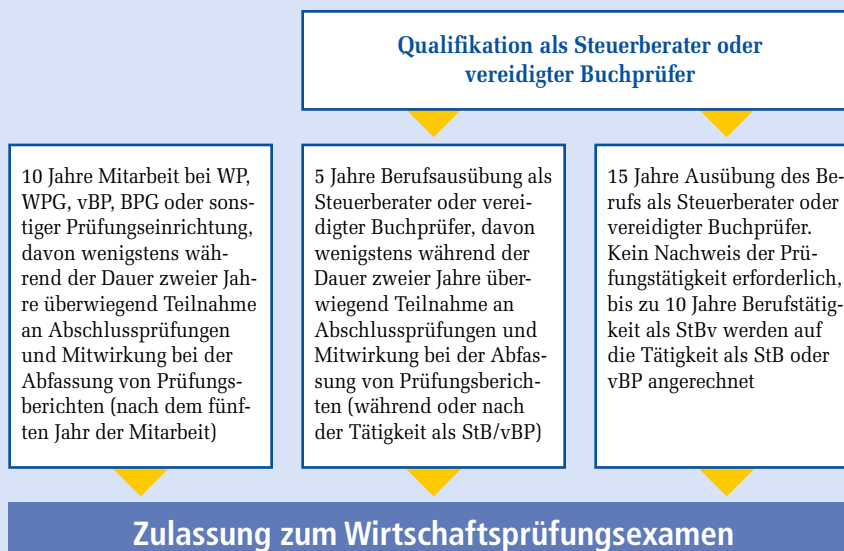 Qualifikation als Steuerberater oder
vereidigter Buchprüfer
10 Jahre Mitarbeit bei WP,
WPG, vBP, BPG oder sons-
tiger Prüfungseinrichtung,
davon wenigstens wäh-
rend der Dauer zweier Jah-
re überwiegend Teilnahme
an Abschlussprüfungen
und Mitwirkung bei der
Abfassung von Prüfungs-
berichten (nach dem fünf-
ten Jahr der Mitarbeit)
5 Jahre Berufsausübung als
Steuerberater oder verei-
digter Buchprüfer, davon
wenigstens während der
Dauer zweier Jahre über-
wiegend Teilnahme an
Abschlussprüfungen und
Mitwirkung bei der Abfas-
sung von Prüfungsberich-
ten (während oder nach
der Tätigkeit als StB/vBP)
15 Jahre Ausübung des Be-
rufs als Steuerberater oder
vereidigter Buchprüfer.
Kein Nachweis der Prü-
fungstätigkeit erforderlich,
bis zu 10 Jahre Berufstätig-
keit als StBv werden auf
die Tätigkeit als StB oder
vBP angerechnet
Zulassung zum Wirtschaftsprüfungsexamen